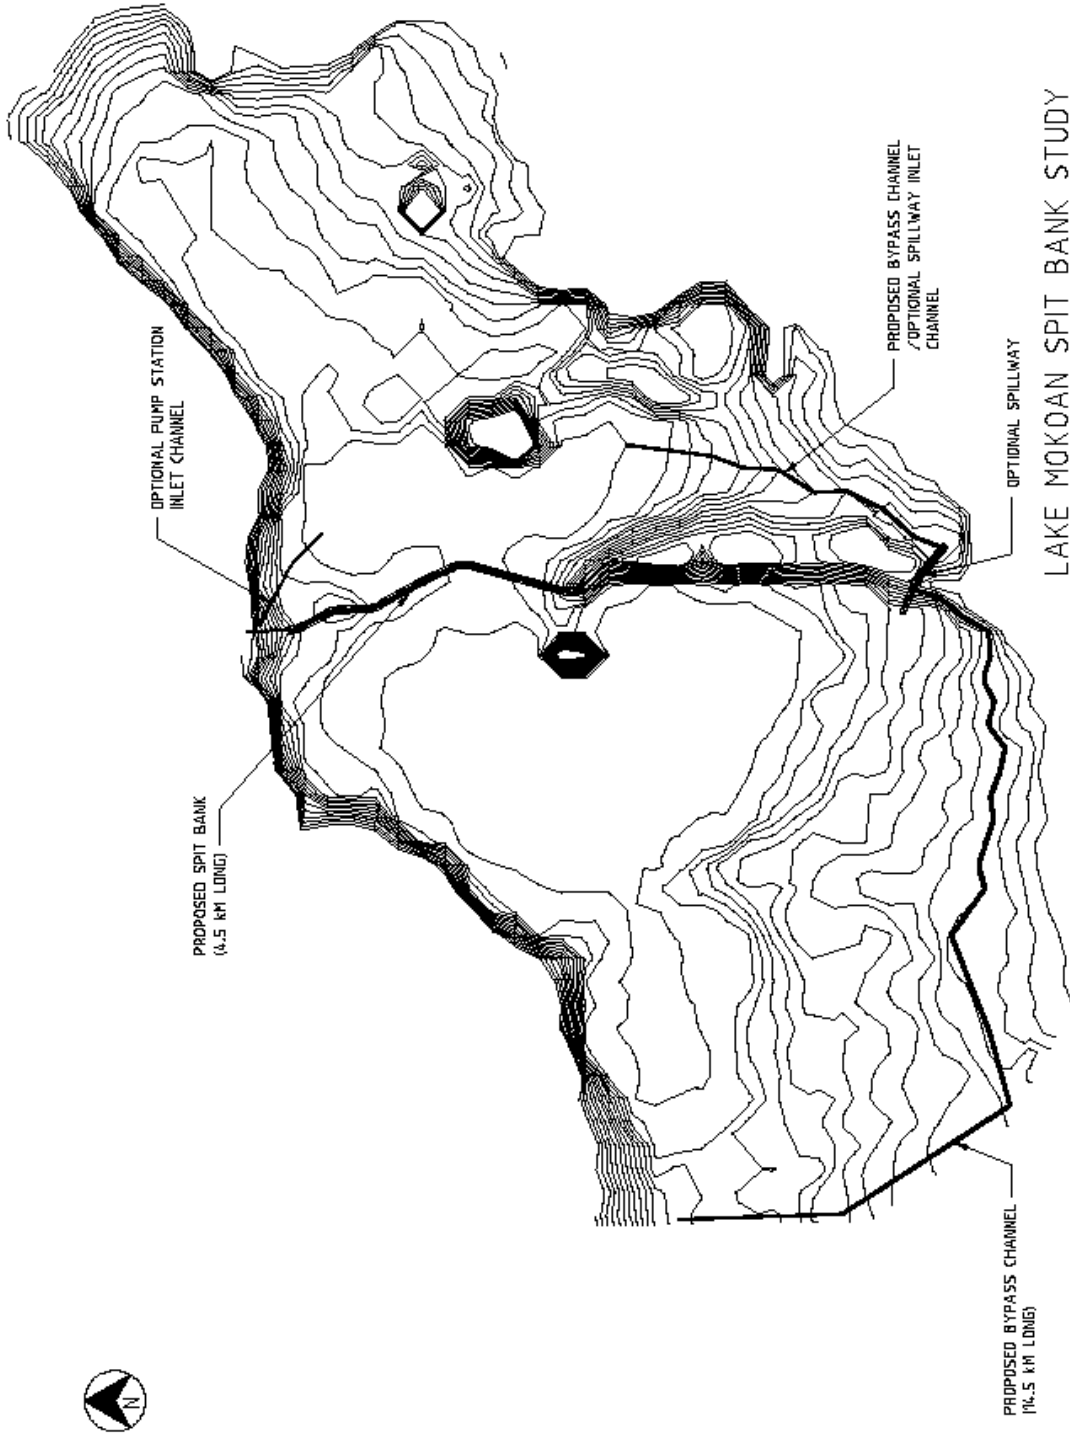 OPTIONAL PUMP STATION
INLET CHANNEL
PROPOSED SPIT BANK
(4.5 kM LONG)
PROPOSED BYPASS CHANNEL
/OPTIONAL SPILLWAY INLET
CHANNEL
OPTIONAL SPILLWAY
PROPOSED BYPASS CHANNEL
(14.5 kM LONG)
N
LAKE MOKOAN SPIT BANK STUDY